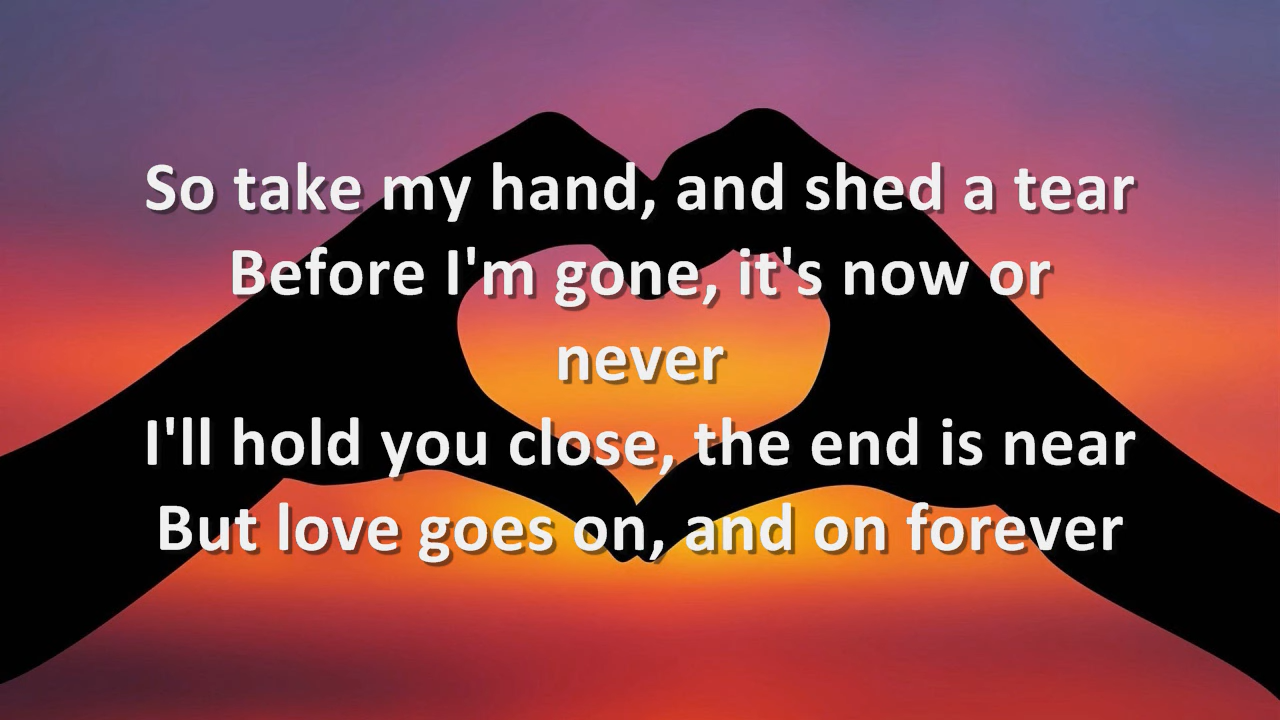 So take my hand, and shed a tear
Before I'm gone, it's now or
never
I'll hold you close, the end is near
But love goes on, and on forever